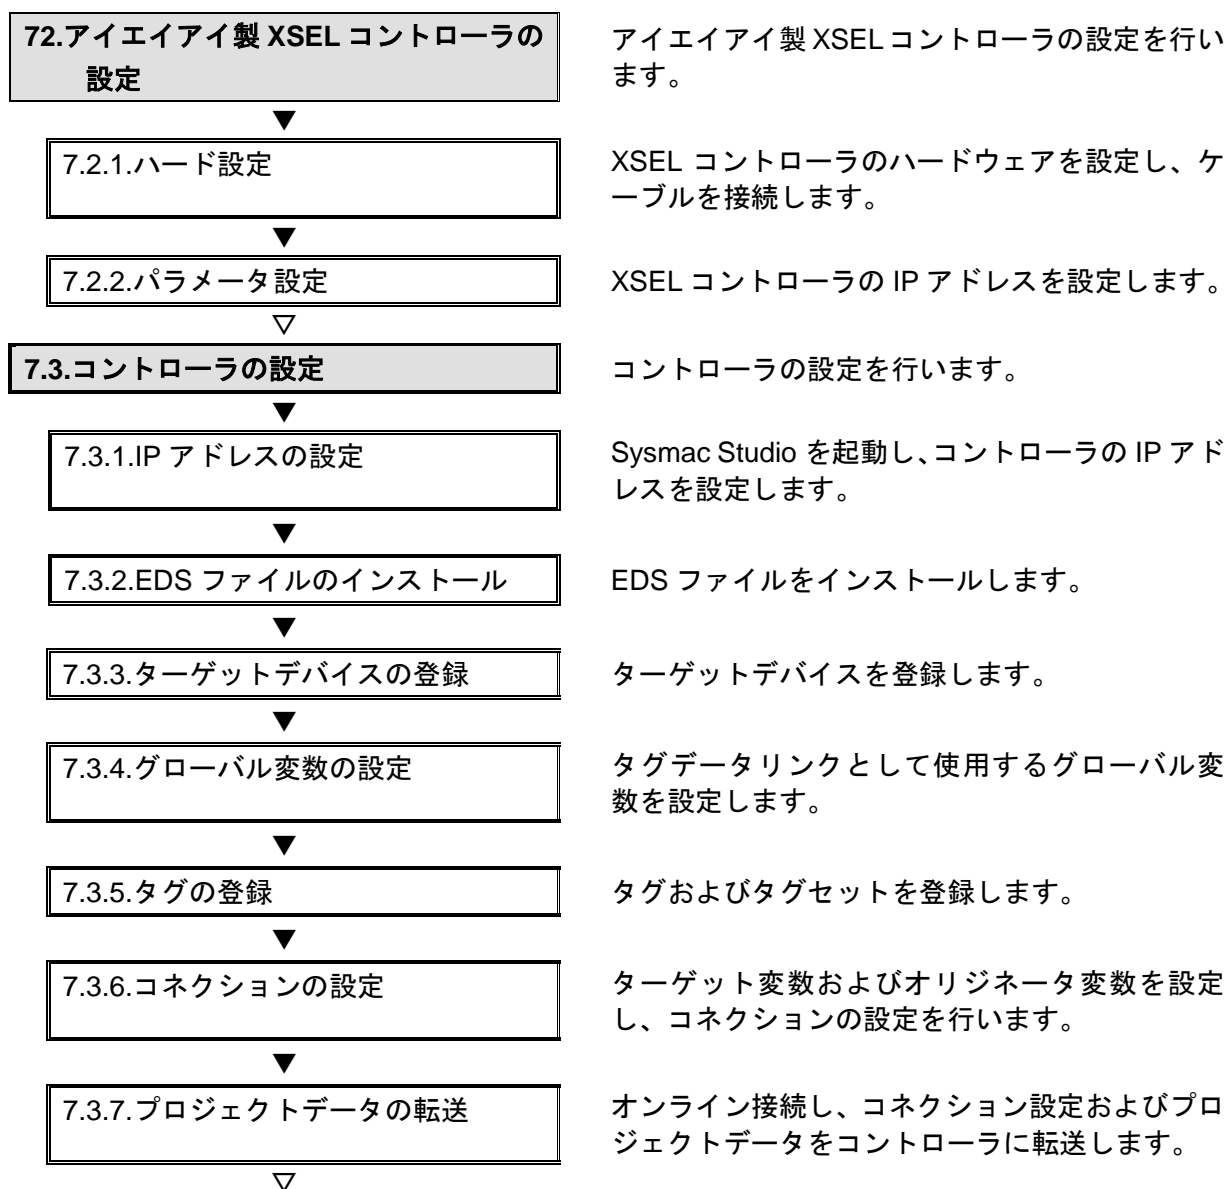 72.アイエイアイ製 XSEL コントローラの
設定
アイエイアイ製 XSEL コントローラの設定を行い
ます。
▼
7.2.1.ハード設定
XSEL コントローラのハードウェアを設定し、ケ
ーブルを接続します。
▼
7.2.2.パラメータ設定
XSEL コントローラの IP アドレスを設定します。
▽
7.3.コントローラの設定
コントローラの設定を行います。
▼
7.3.1.IP アドレスの設定
Sysmac Studio を起動し、コントローラの IP アド
レスを設定します。
▼
7.3.2.EDS ファイルのインストール
EDS ファイルをインストールします。
▼
7.3.3.ターゲットデバイスの登録
ターゲットデバイスを登録します。
▼
7.3.4.グローバル変数の設定
タグデータリンクとして使用するグローバル変
数を設定します。
▼
7.3.5.タグの登録
タグおよびタグセットを登録します。
▼
7.3.6.コネクションの設定
ターゲット変数およびオリジネータ変数を設定
し、コネクションの設定を行います。
▼
7.3.7.プロジェクトデータの転送
オンライン接続し、コネクション設定およびプロ
ジェクトデータをコントローラに転送します。
▽